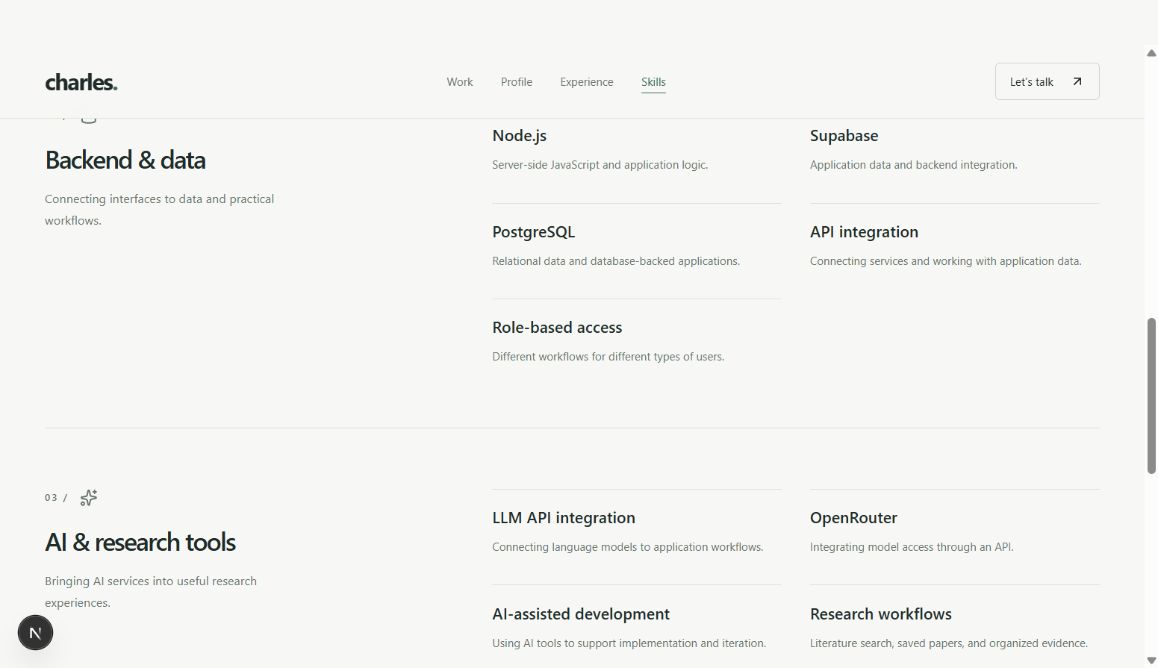 charles.
Work
Profile
Experience
Skills
Let's talk
Backend & data
Connecting interfaces to data and practical
workflows.
Node.js
Server-side JavaScript and application logic.
Supabase
Application data and backend integration.
PostgreSQL
Relational data and database-backed applications.
API integration
Connecting services and working with application data.
Role-based access
Different workflows for different types of users.
03 /
AI & research tools
Bringing AI services into useful research
experiences.
LLM API integration
Connecting language models to application workflows.
OpenRouter
Integrating model access through an API.
AI-assisted development
Using AI tools to support implementation and iteration.
Research workflows
Literature search, saved papers, and organized evidence.
N